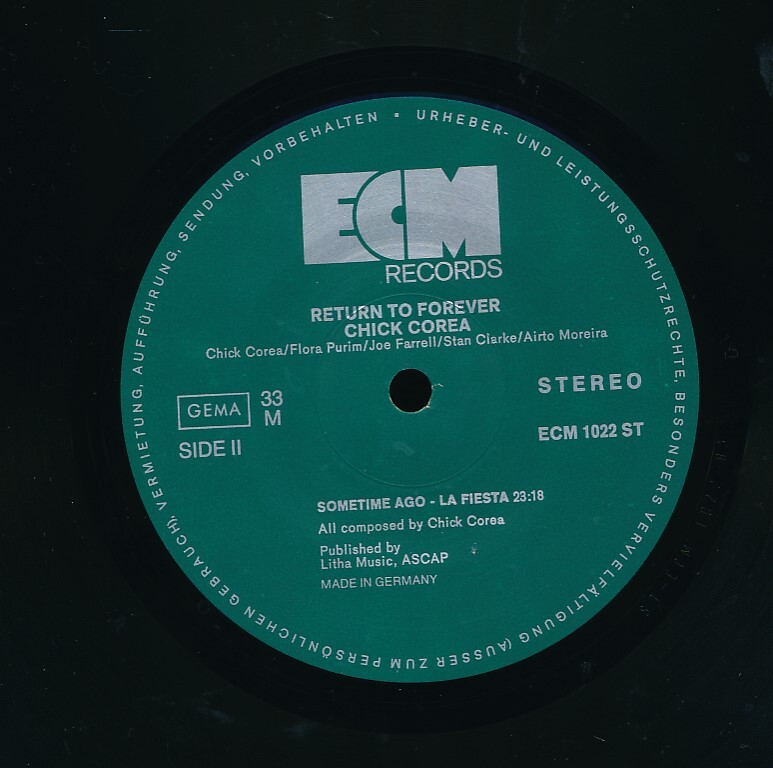 URHEBER- UND LEISTUNGSSCHUTZRECHTE, BESONDERS VERVIELFÄLTIGUNG (AUSSER ZUM PERSÖNLICHEN GEBRAUCH), VERMIETUNG, AUFFÜHRUNG, SENDUNG, VORBEHALTEN ▪
ECM
RECORDS
RETURN TO FOREVER
CHICK COREA
Chick Corea/Flora Purim/Joe Farrell/Stan Clarke/Airto Moreira
GEMA 33 STEREO
M
SIDE II ECM 1022 ST
SOMETIME AGO - LA FIESTA 23:18
All composed by Chick Corea
Published by
Litha Music, ASCAP
MADE IN GERMANY